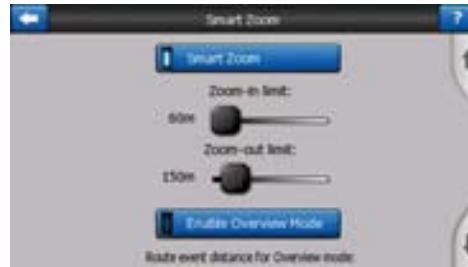 Smart Zoom
?
Smart Zoom
Zoom-in limit:
60m
Zoom-out limit:
150m
Enable Overview Mode
Route event distance for Overview mode: